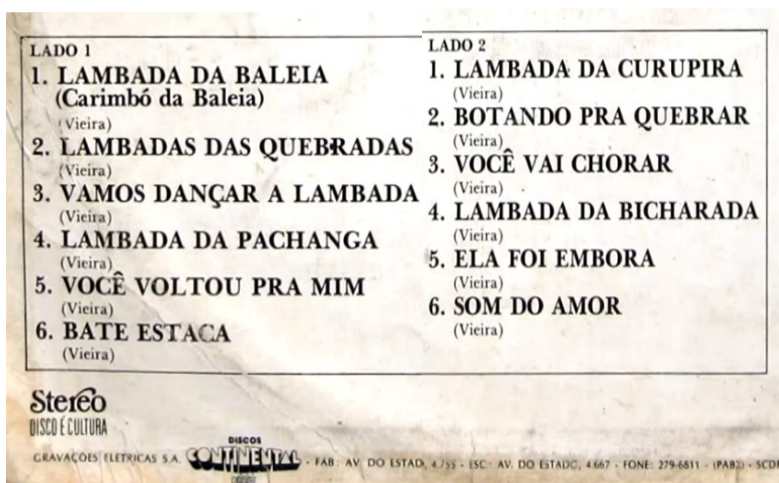 LADO 1
1. LAMBADA DA BALEIA
(Carimbó da Baleia)
(Vieira)
2. LAMBADAS DAS QUEBRADAS
(Vieira)
3. VAMOS DANÇAR A LAMBADA
(Vieira)
4. LAMBADA DA PACHANGA
(Vieira)
5. VOCÊ VOLTOU PRA MIM
(Vieira)
6. BATE ESTACA
(Vieira)
LADO 2
1. LAMBADA DA CURUPIRA
(Vieira)
2. BOTANDO PRA QUEBRAR
(Vieira)
3. VOCÊ VAI CHORAR
(Vieira)
4. LAMBADA DA BICHARADA
(Vieira)
5. ELA FOI EMBORA
(Vieira)
6. SOM DO AMOR
(Vieira)
Stereo
DISCO É CULTURA
GRAVAÇÕES ELETRICAS S.A. DISCOS CONTINENTAL - FAB: AV. DO ESTAD, 4.755 - ESC: AV. DO ESTADO, 4.667 - FONE: 279-6811 - (PABX) - SCDP